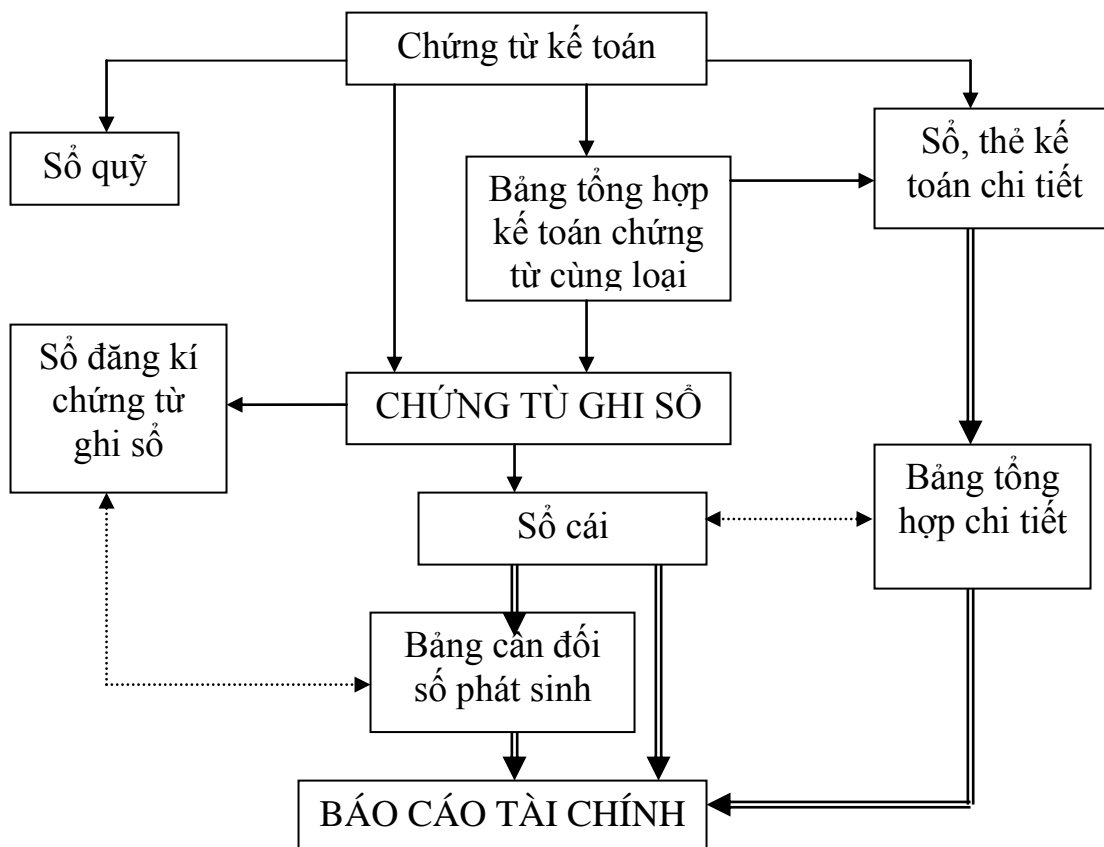 Chứng từ kế toán
Sổ quỹ
Sổ, thẻ kế
toán chi tiết
Bảng tổng hợp
kế toán chứng
từ cùng loại
Sổ đăng kí
chứng từ
ghi sổ
CHỨNG TÙ GHI SỔ
Sổ cái
Bảng tổng
hợp chi tiết
Bảng cân đối
số phát sinh
BÁO CÁO TÀI CHÍNH